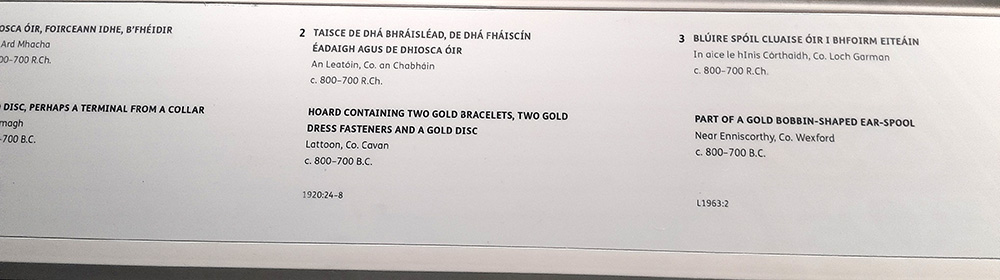 OSCA ÓIR, FOIRCEANN IDHE, B'FHÉIDIR
Ard Mhacha
00–700 R.Ch.
DISC, PERHAPS A TERMINAL FROM A COLLAR
magh
-700 B.C.
2 TAISCE DE DHÁ BHRÁISLÉAD, DE DHÁ FHÁISCÍN
ÉADAIGH AGUS DE DHIOSCA ÓIR
An Leatóin, Co. an Chabháin
c. 800–700 R.Ch.
HOARD CONTAINING TWO GOLD BRACELETS, TWO GOLD
DRESS FASTENERS AND A GOLD DISC
Lattoon, Co. Cavan
c. 800–700 B.C.
1920:24-8
3 BLÚIRE SPÓIL CLUAISE ÓIR I BHFOIRM EITEÁIN
In aice le hInis Córthaidh, Co. Loch Garman
c. 800–700 R.Ch.
PART OF A GOLD BOBBIN-SHAPED EAR-SPOOL
Near Enniscorthy, Co. Wexford
c. 800–700 B.C.
L1963:2